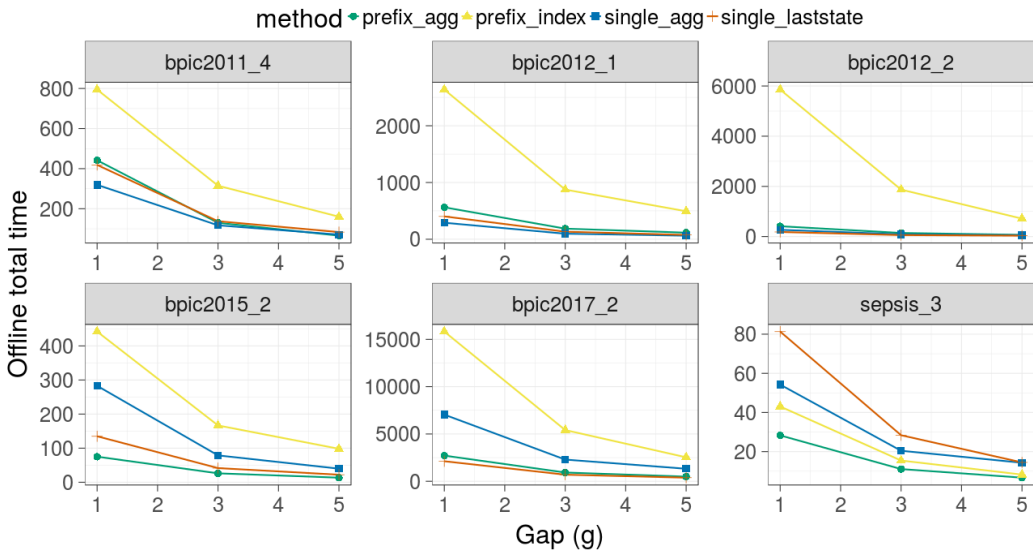 method prefix_agg prefix_index single_agg single_laststate
bpic2011_4 bpic2012_1 bpic2012_2
800
600
400
200
1 2 3 4 5
2000
1000
0
1 2 3 4 5
6000
4000
2000
0
1 2 3 4 5
bpic2015_2 bpic2017_2 sepsis_3
400
300
200
100
0
1 2 3 4 5
15000
10000
5000
0
1 2 3 4 5
80
60
40
20
1 2 3 4 5
Offline total time
Gap (g)